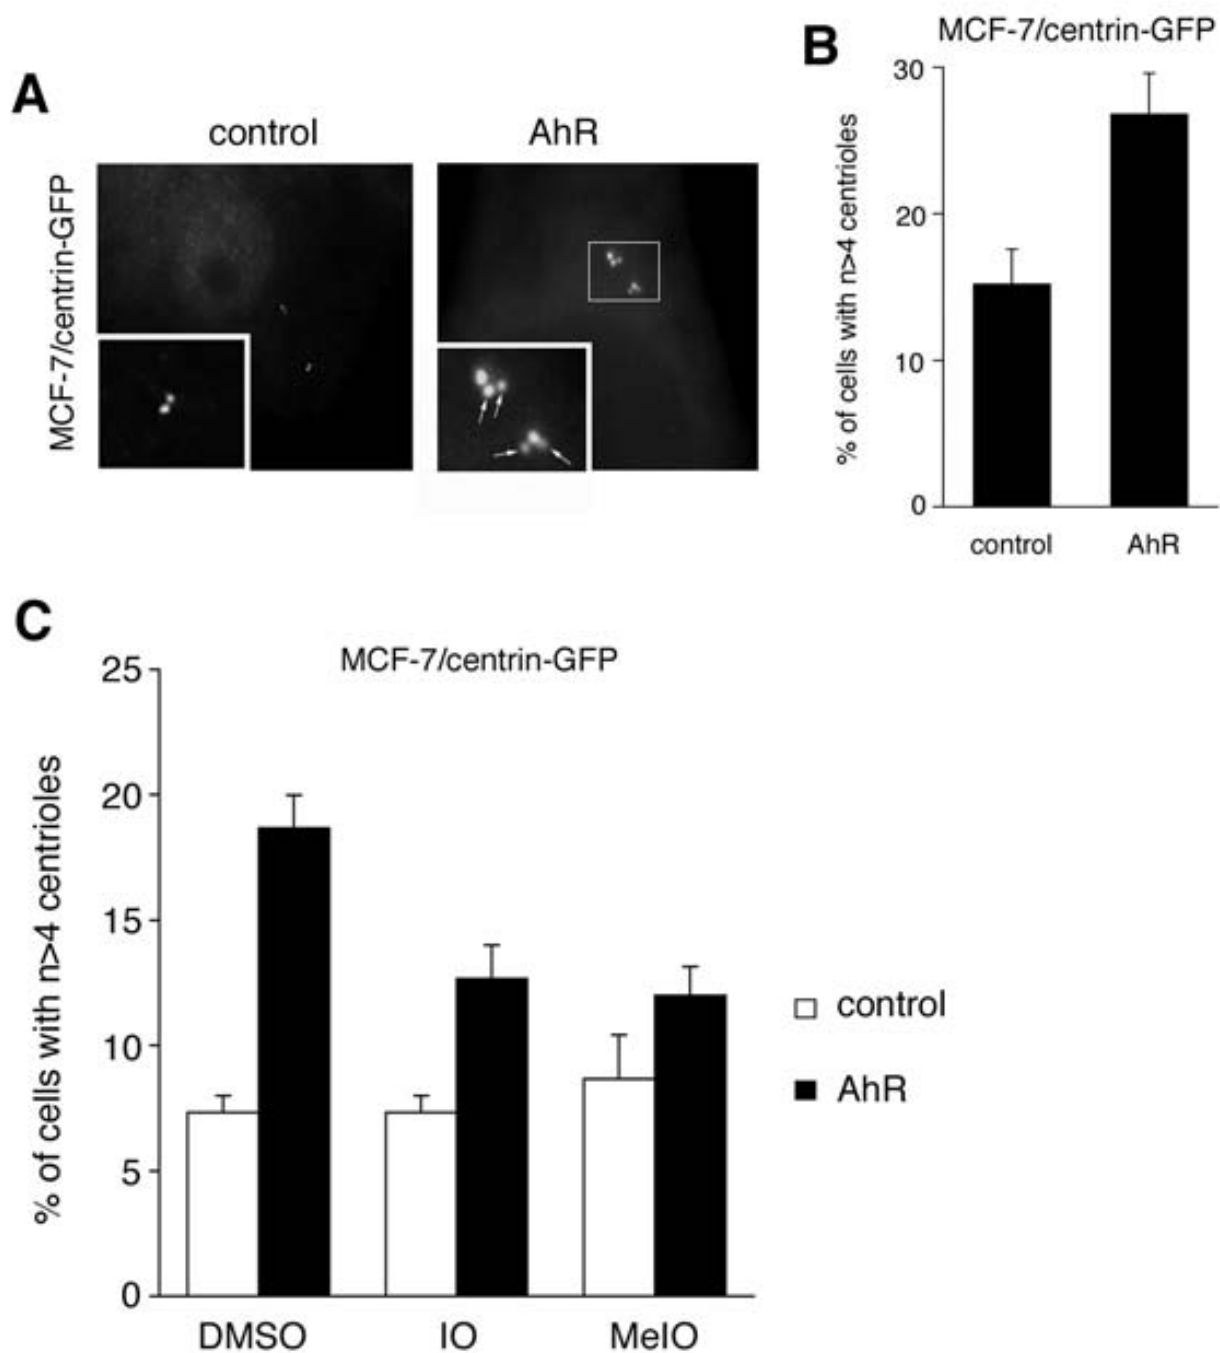 A
control
AhR
MCF-7/centrin-GFP
B
MCF-7/centrin-GFP
% of cells with n>4 centrioles
30
20
10
0
control
AhR
C
MCF-7/centrin-GFP
% of cells with n>4 centrioles
25
20
15
10
5
0
DMSO
IO
MeIO
control
AhR